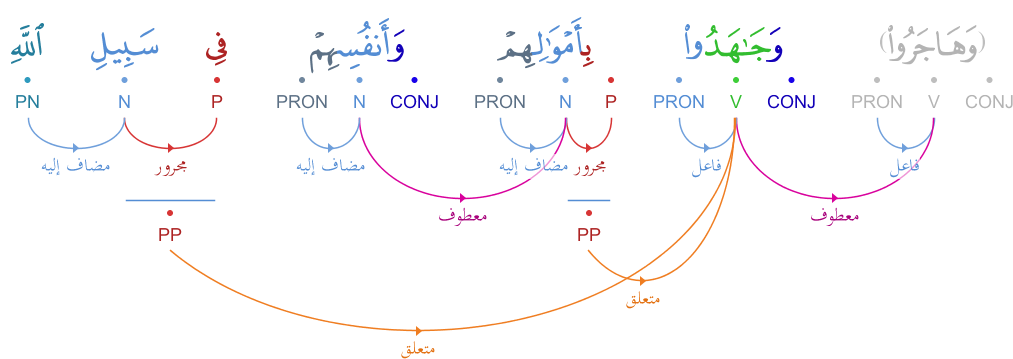 (وَهَاجَرُوا۟) وَجَـٰهَدُوا۟ بِأَمْوَٰلِهِمْ وَأَنفُسِهِمْ فِى سَبِيلِ ٱللَّهِ
PN N P PRON N CONJ PRON N P PRON V CONJ PRON V CONJ
مضاف إليه مجرور مضاف إليه مضاف إليه مجرور فاعل فاعل
معطوف معطوف
PP PP
متعلق
متعلق